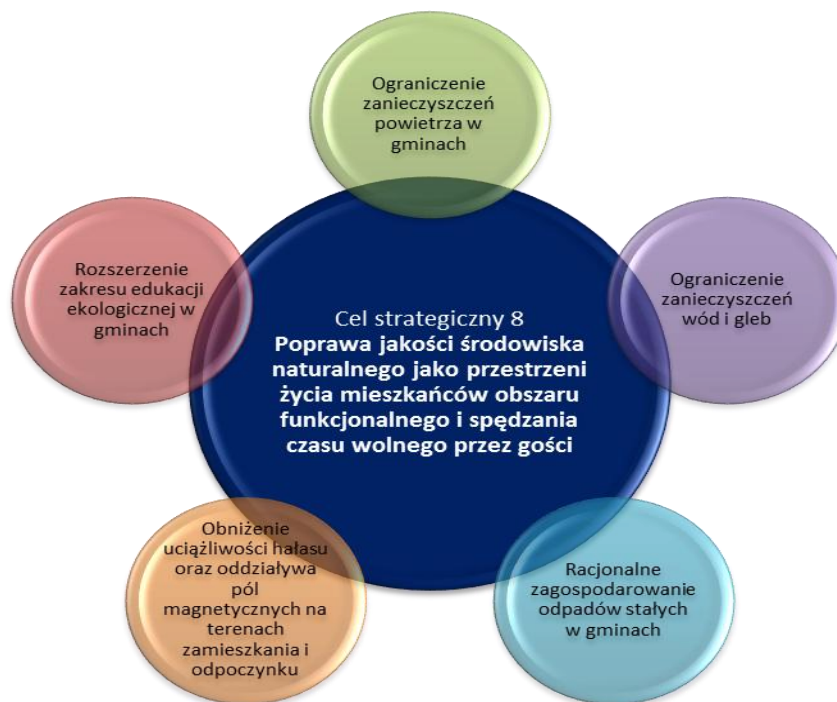 Ograniczenie
zanieczyszczeń
powietrza w
gminach
Rozszerzenie
zakresu edukacji
ekologicznej w
gminach
Ograniczenie
zanieczyszczeń
wód i gleb
Cel strategiczny 8
Poprawa jakości środowiska
naturalnego jako przestrzeni
życia mieszkańców obszaru
funkcjonalnego i spędzania
czasu wolnego przez gości
Obniżenie
uciążliwości hałasu
oraz oddziaływa
pól
magnetycznych na
terenach
zamieszkania i
odpoczynku
Racjonalne
zagospodarowanie
odpadów stałych
w gminach